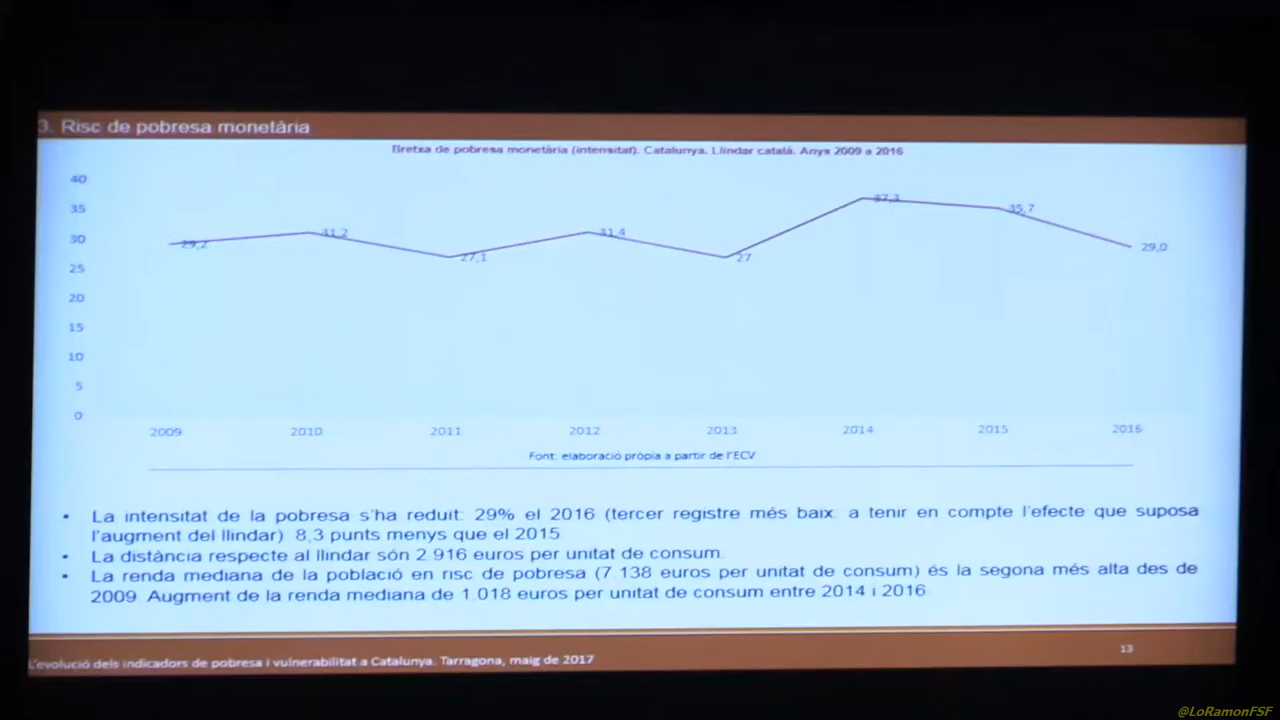 3. Risc de pobresa monetària
Bretxa de pobresa monetària (intensitat). Catalunya. Llindar català. Anys 2009 a 2016
40
35
30
25
20
15
10
5
0
29,2
31,2
27,1
31,4
27
37,3
35,7
29,0
2009 2010 2011 2012 2013 2014 2015 2016
Font: elaboració pròpia a partir de l'ECV
• La intensitat de la pobresa s'ha reduït: 29% el 2016 (tercer registre més baix: a tenir en compte l'efecte que suposa
l'augment del llindar) 8,3 punts menys que el 2015
• La distància respecte al llindar són 2.916 euros per unitat de consum.
• La renda mediana de la població en risc de pobresa (7.138 euros per unitat de consum) és la segona més alta des de
2009. Augment de la renda mediana de 1.018 euros per unitat de consum entre 2014 i 2016
L'evolució dels indicadors de pobresa i vulnerabilitat a Catalunya. Tarragona, maig de 2017
13
@LoRamonFSF